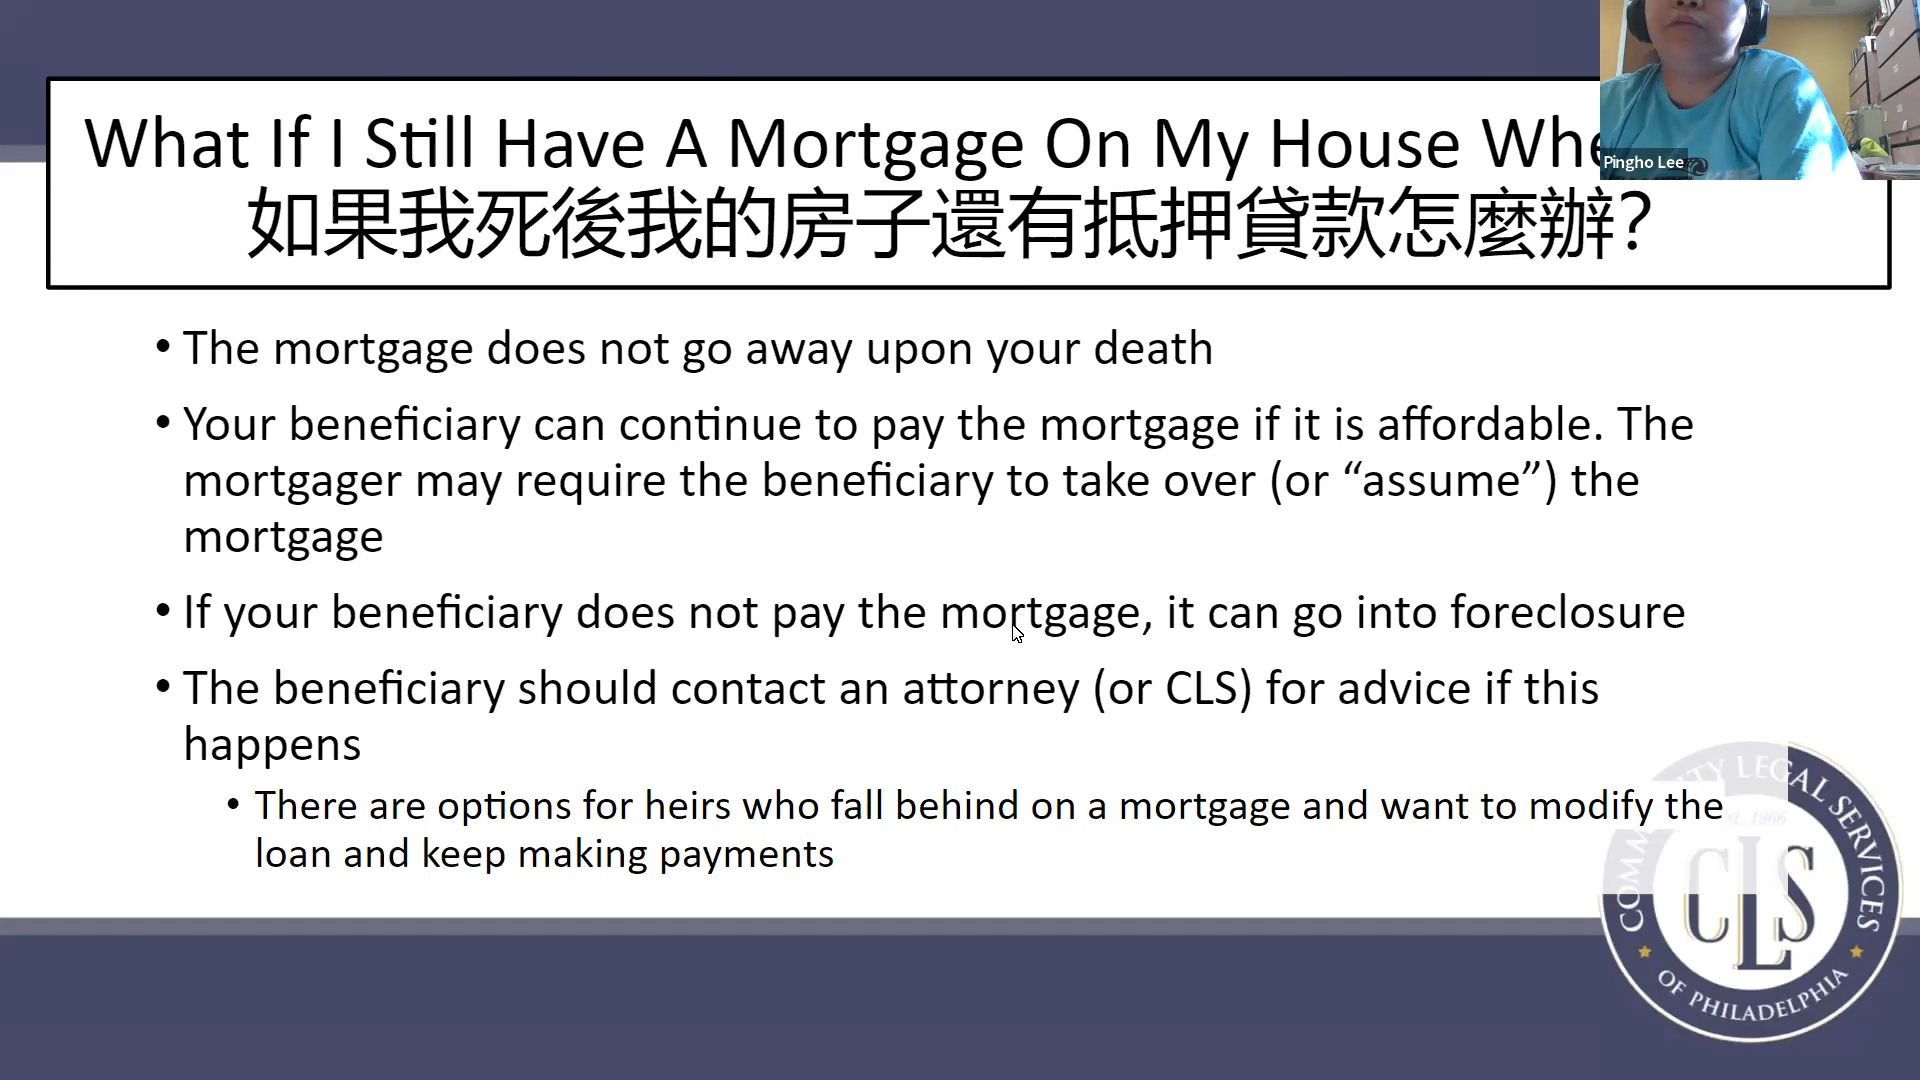 What If I Still Have A Mortgage On My House
如果我死後我的房子還有抵押貸款怎麼辦?
Pingho Lee
• The mortgage does not go away upon your death
• Your beneficiary can continue to pay the mortgage if it is affordable. The
mortgager may require the beneficiary to take over (or “assume”) the
mortgage
• If your beneficiary does not pay the mortgage, it can go into foreclosure
• The beneficiary should contact an attorney (or CLS) for advice if this
happens
• There are options for heirs who fall behind on a mortgage and want to modify the
loan and keep making payments
LEGAL SERVICES
1966
CLS
OF PHILADELPHIA